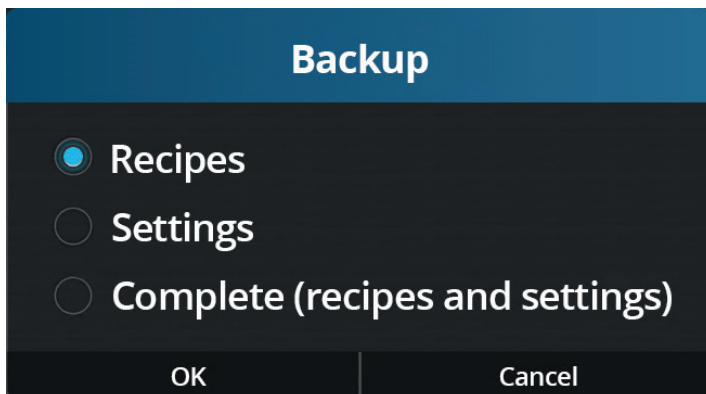 Backup
Recipes
Settings
Complete (recipes and settings)
OK
Cancel